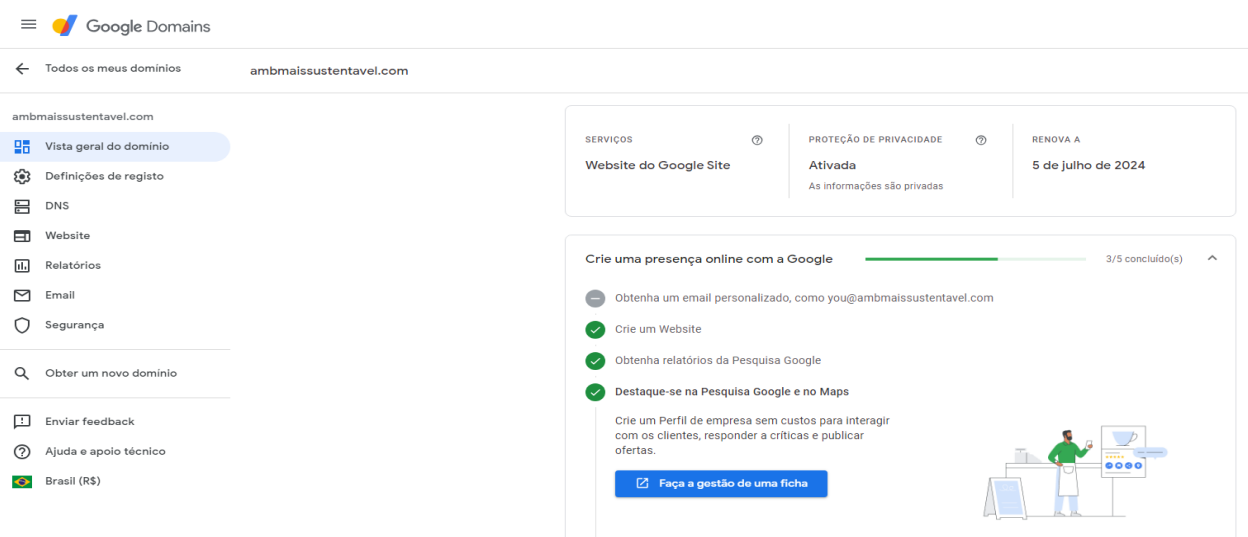 Google Domains
Todos os meus domínios
ambmaissustentavel.com
ambmaissustentavel.com
Vista geral do domínio
Definições de registo
DNS
Website
Relatórios
Email
Segurança
Obter um novo domínio
Enviar feedback
Ajuda e apoio técnico
Brasil (R$)
SERVIÇOS
Website do Google Site
PROTEÇÃO DE PRIVACIDADE
Ativada
As informações são privadas
RENOVA A
5 de julho de 2024
Crie uma presença online com a Google
3/5 concluído(s)
Obtenha um email personalizado, como you@ambmaissustentavel.com
Crie um Website
Obtenha relatórios da Pesquisa Google
Destaque-se na Pesquisa Google e no Maps
Crie um Perfil de empresa sem custos para interagir
com os clientes, responder a críticas e publicar
ofertas.
Faça a gestão de uma ficha